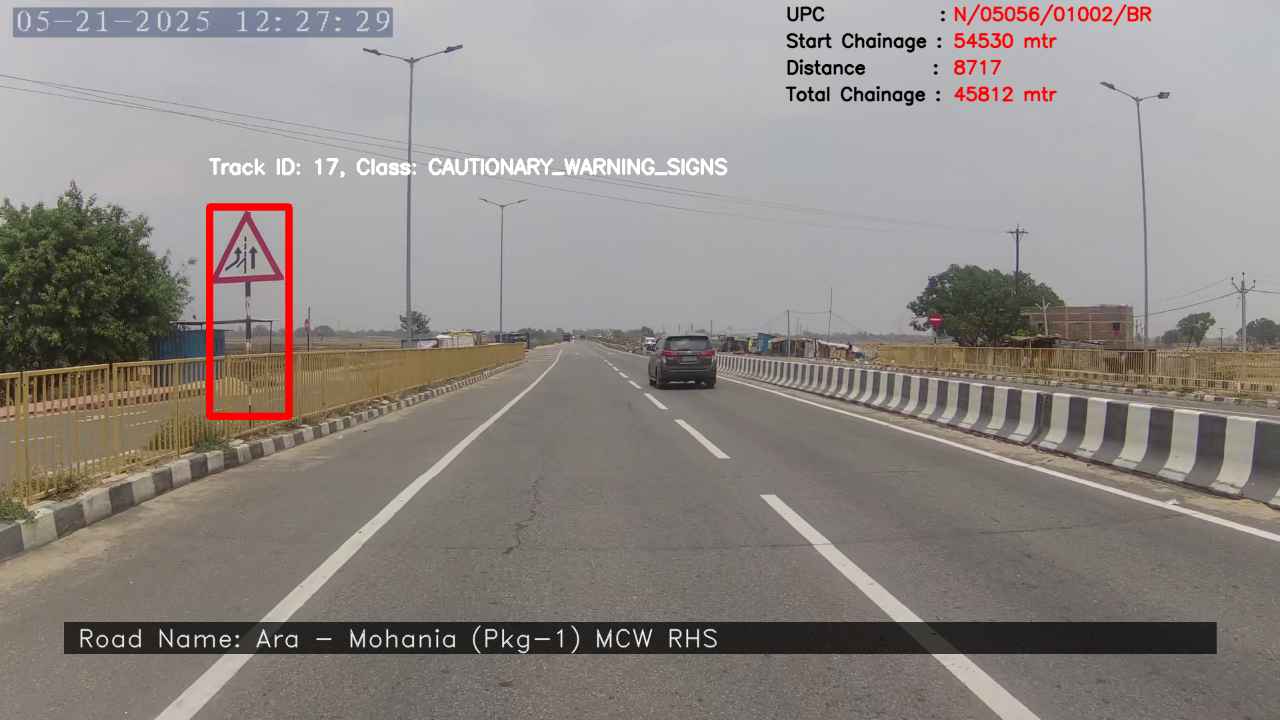 05-21-2025 12:27:29
UPC : N/05056/01002/BR
Start Chainage : 54530 mtr
Distance : 8717
Total Chainage : 45812 mtr
Track ID: 17, Class: CAUTIONARY_WARNING_SIGNS
Road Name: Ara - Mohania (Pkg-1) MCW RHS